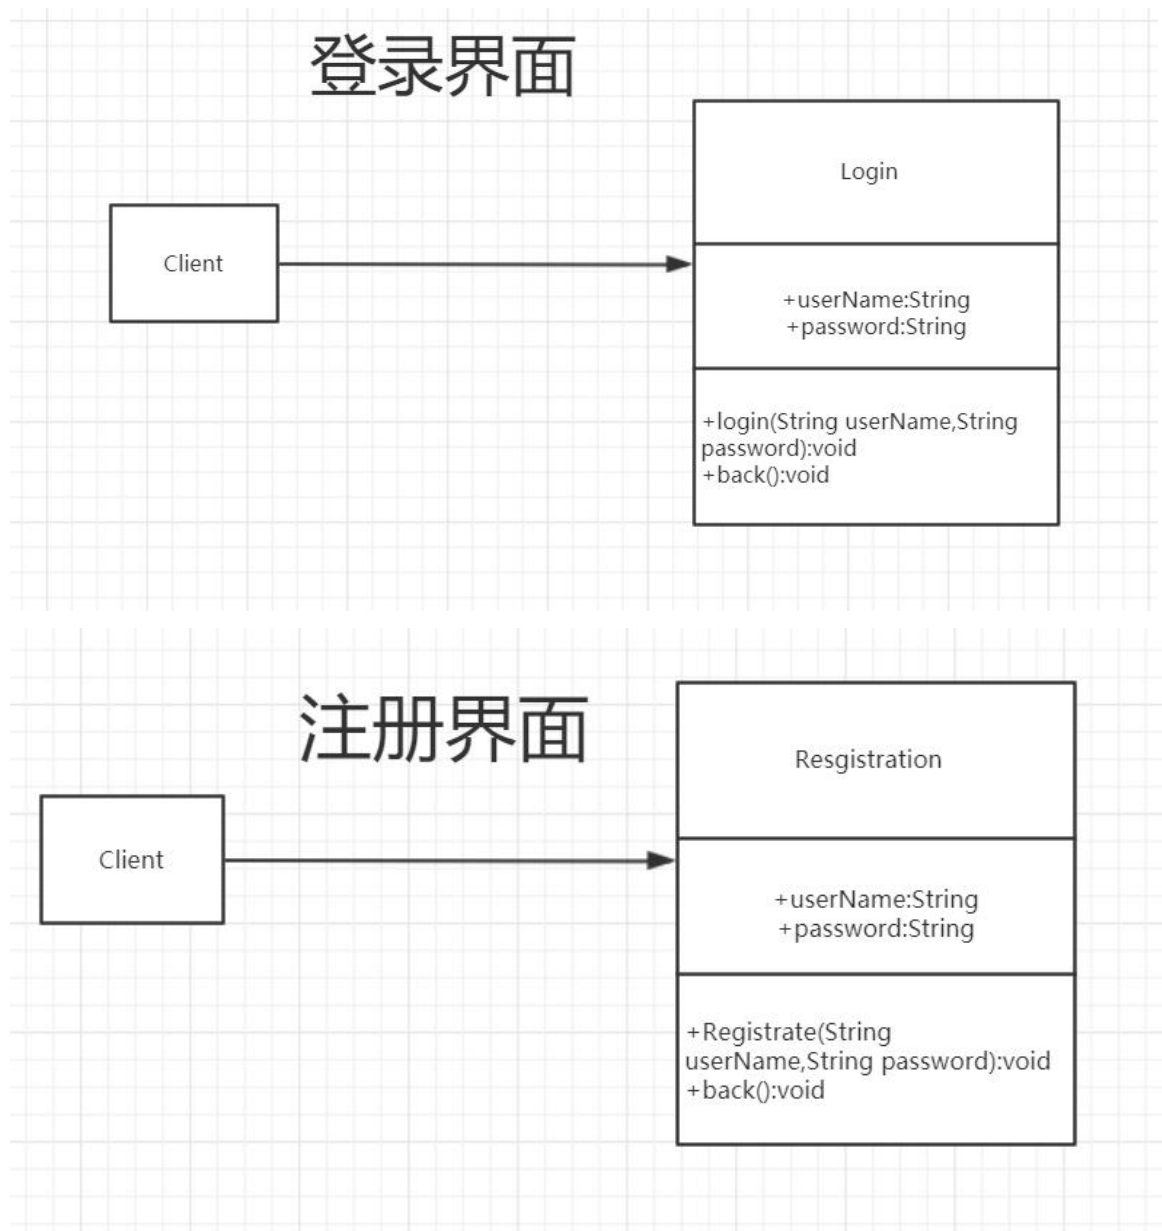 登录界面
Login
Client
+userName:String
+password:String
+login(String userName,String
password):void
+back():void
注册界面
Resgistration
Client
+userName:String
+password:String
+Registrate(String
userName,String password):void
+back():void